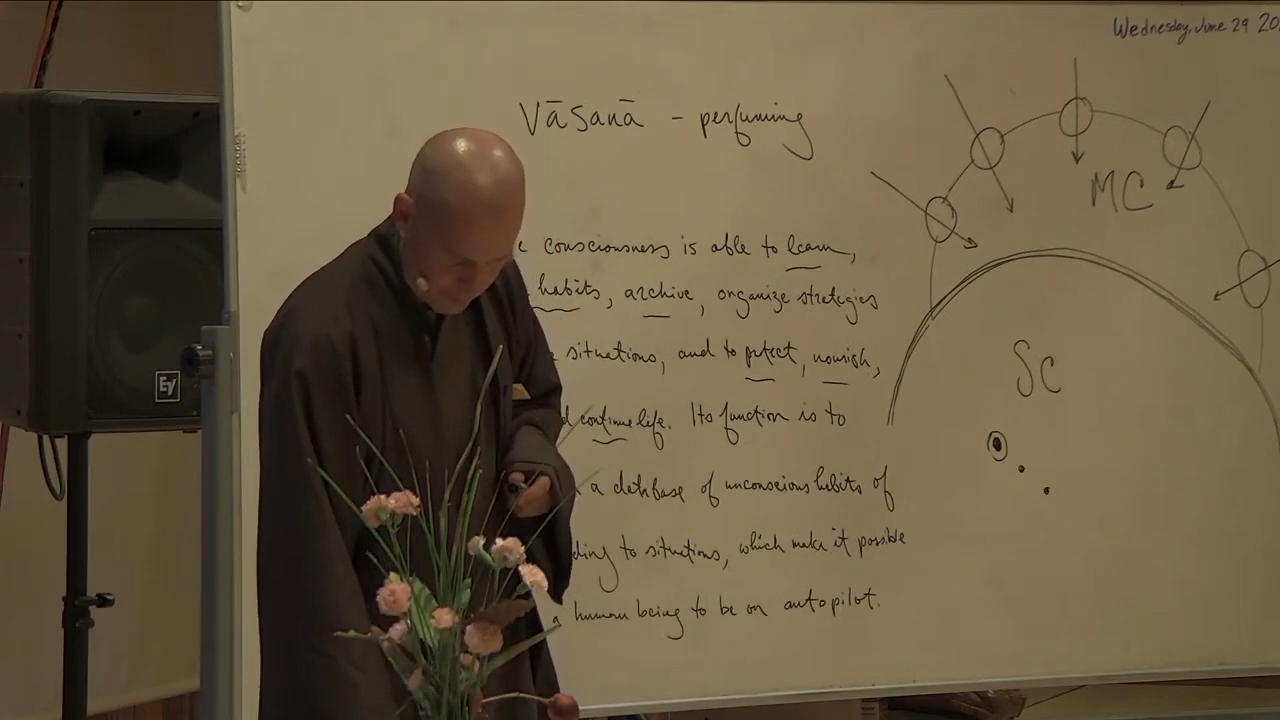 Wednesday, June 29 20
Vāsanā – perfuming
consciousness is able to learn,
habits, archive, organize strategies
situations, and to protect, nourish,
continue life. Its function is to
a database of unconscious habits of
ding to situations, which make it possible
a human being to be on autopilot.
MC
SC
EV